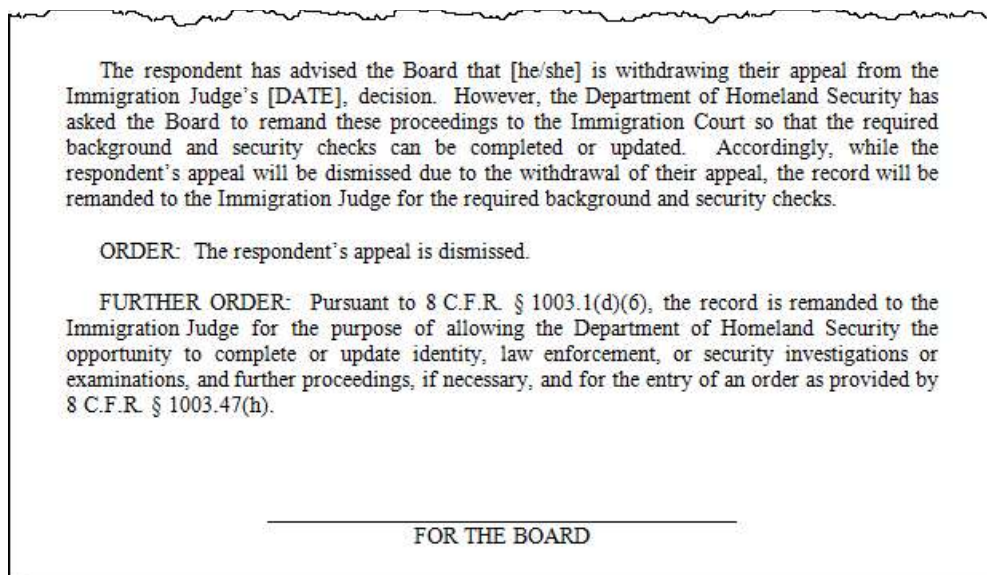 The respondent has advised the Board that [he/she] is withdrawing their appeal from the
Immigration Judge's [DATE], decision. However, the Department of Homeland Security has
asked the Board to remand these proceedings to the Immigration Court so that the required
background and security checks can be completed or updated. Accordingly, while the
respondent's appeal will be dismissed due to the withdrawal of their appeal, the record will be
remanded to the Immigration Judge for the required background and security checks.
ORDER: The respondent's appeal is dismissed.
FURTHER ORDER: Pursuant to 8 C.F.R. § 1003.1(d)(6), the record is remanded to the
Immigration Judge for the purpose of allowing the Department of Homeland Security the
opportunity to complete or update identity, law enforcement, or security investigations or
examinations, and further proceedings, if necessary, and for the entry of an order as provided by
8 C.F.R. § 1003.47(h).
FOR THE BOARD